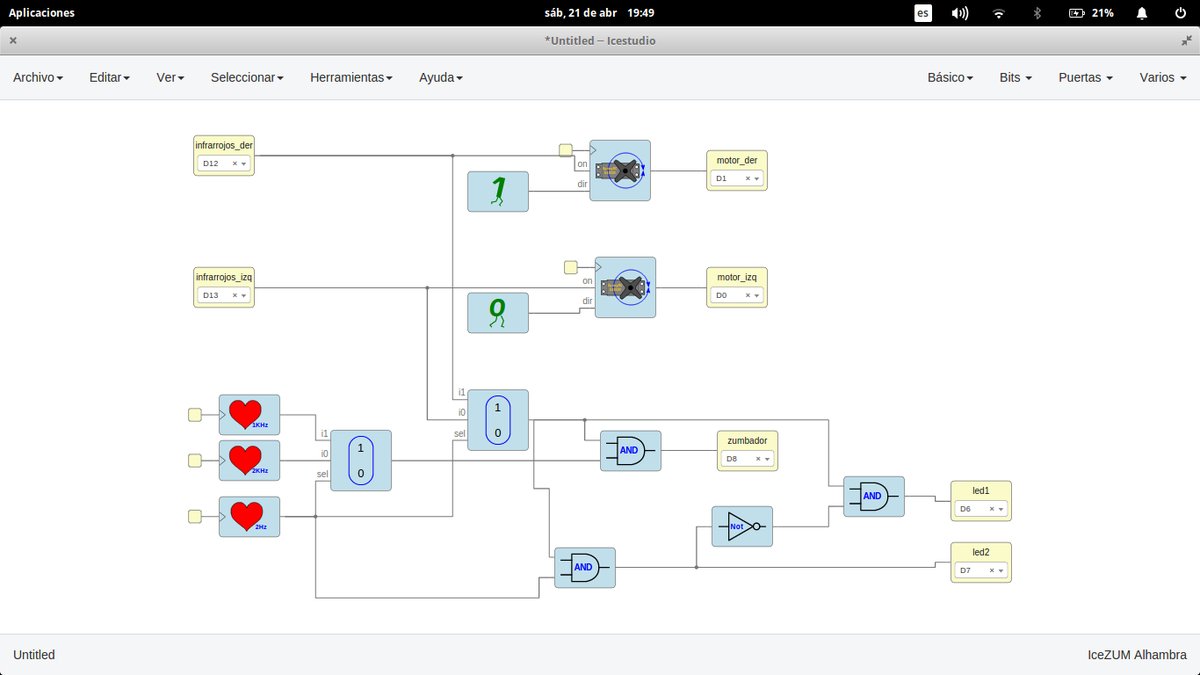 Aplicaciones
sáb, 21 de abr 19:49
es
21%
*Untitled – Icestudio
Archivo
Editar
Ver
Seleccionar
Herramientas
Ayuda
Básico
Bits
Puertas
Varios
infrarrojos_der
D12
on
dir
1
motor_der
D1
infrarrojos_izq
D13
on
dir
0
motor_izq
D0
1KHz
2KHz
2Hz
i1
i0
sel
1
0
i1
i0
sel
1
0
AND
zumbador
D8
AND
led1
D6
Not
AND
led2
D7
Untitled
IceZUM Alhambra